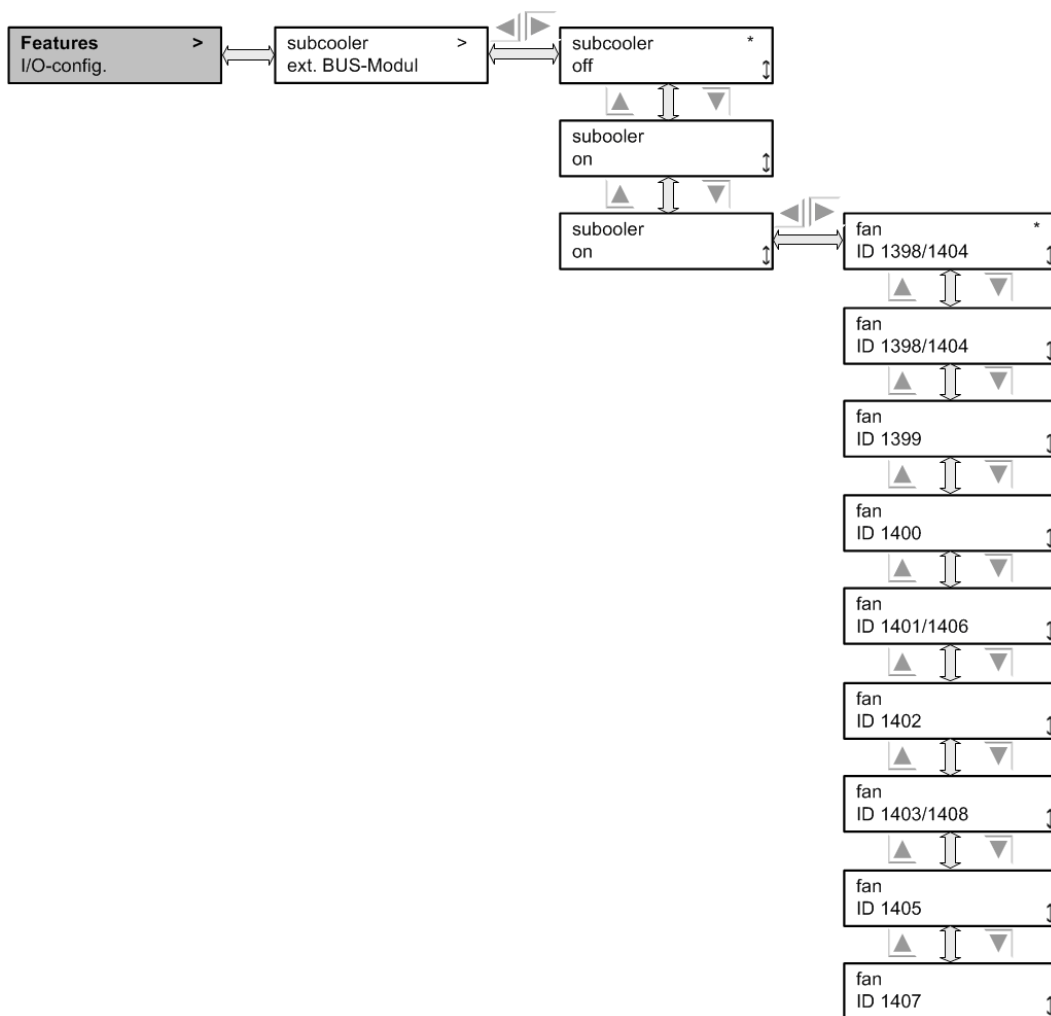 Features >
I/O-config.
subcooler >
ext. BUS-Modul
subcooler *
off
subooler
on
subooler
on
fan *
ID 1398/1404
fan
ID 1398/1404
fan
ID 1399
fan
ID 1400
fan
ID 1401/1406
fan
ID 1402
fan
ID 1403/1408
fan
ID 1405
fan
ID 1407